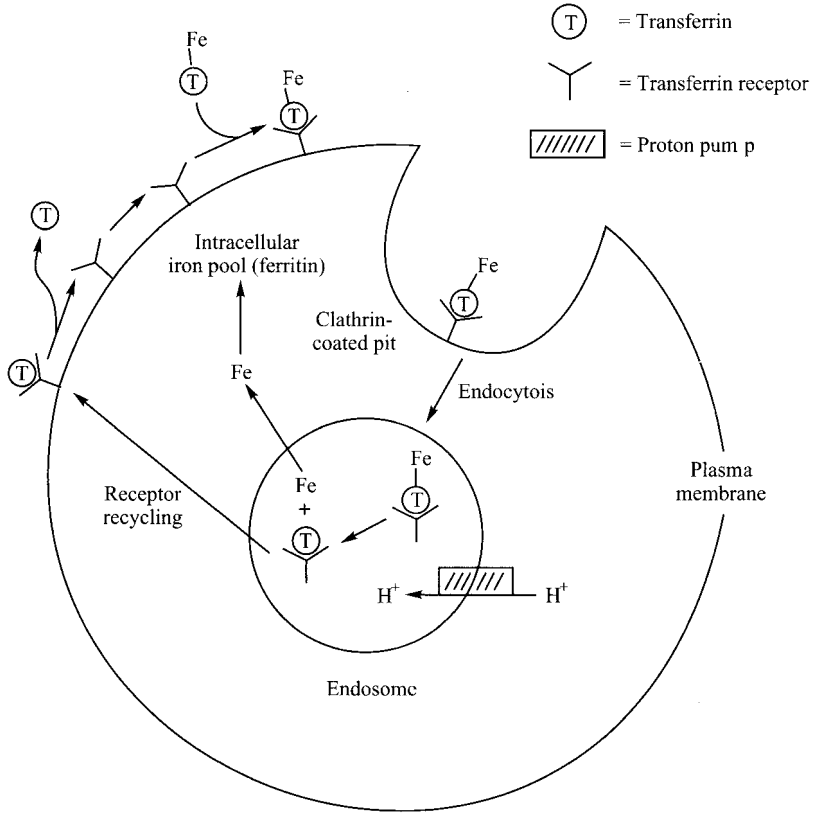 Fe
T
Fe
T
T = Transferrin
= Transferrin receptor
= Proton pum p
T
Intracellular
iron pool (ferritin)
Fe
T
Clathrin-
coated pit
T
Fe
Endocytois
Fe
T
Plasma
membrane
Receptor
recycling
Fe
+
T
H+
H+
Endosome